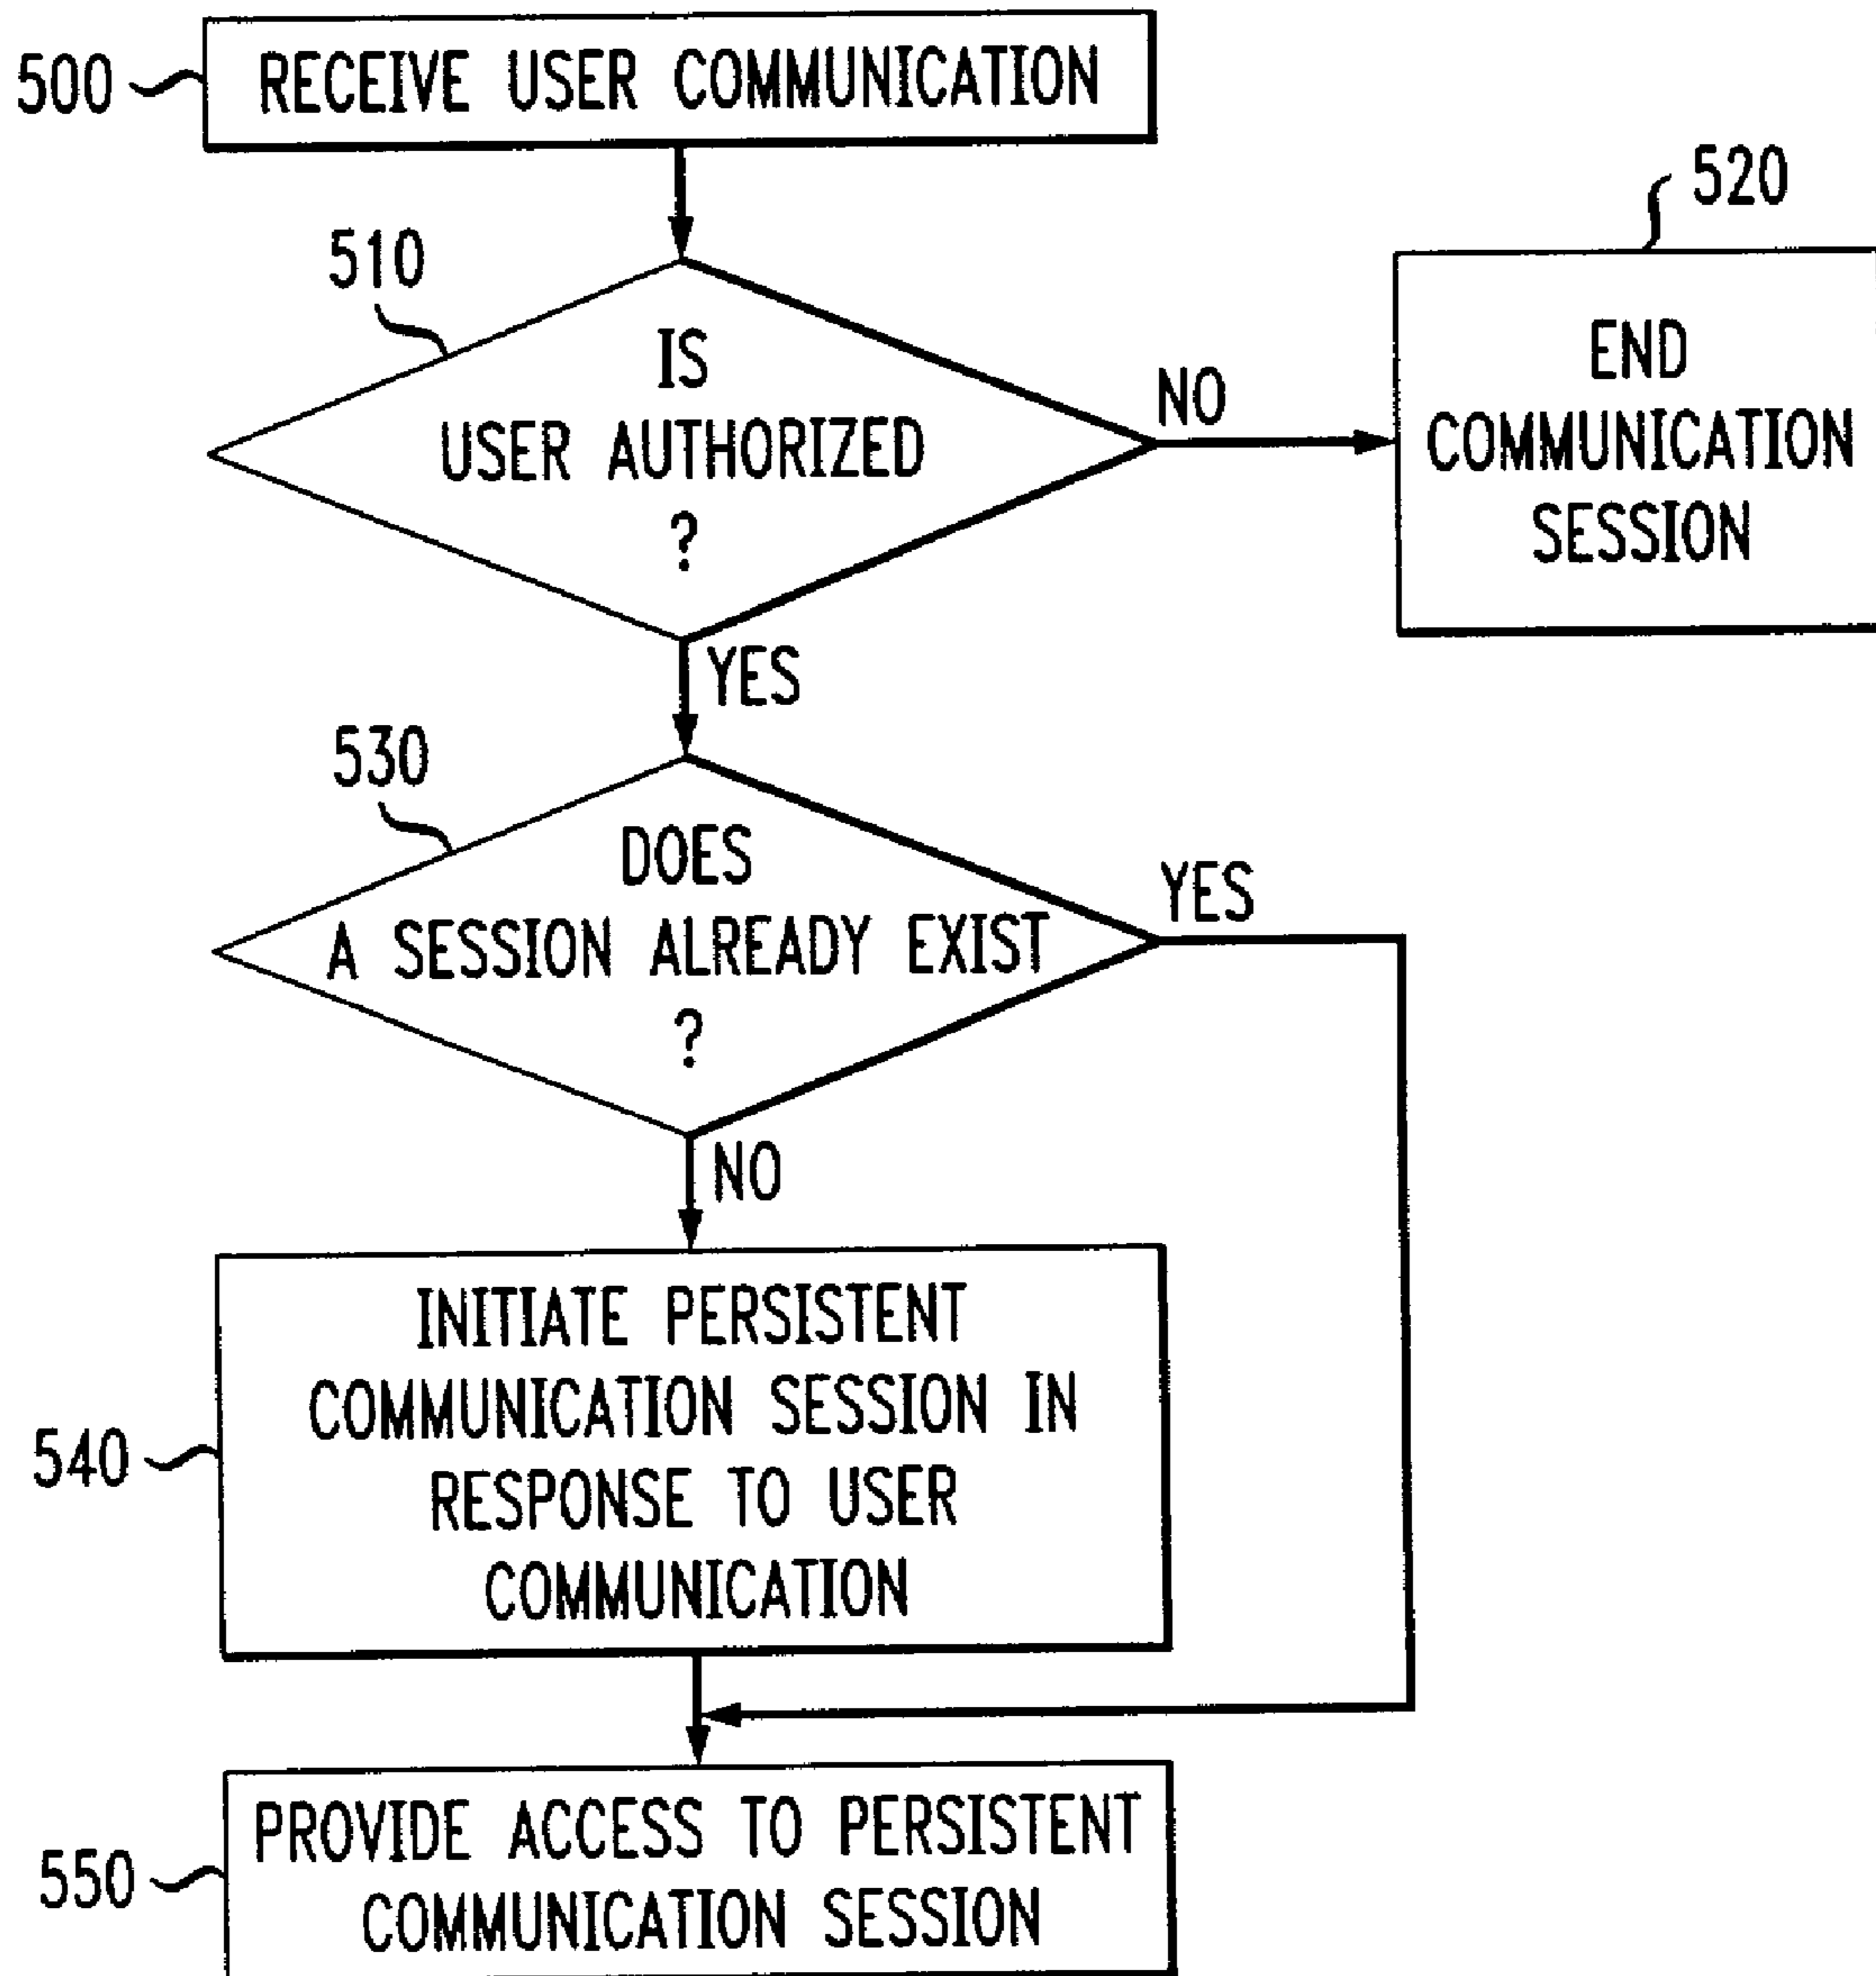 500
RECEIVE USER COMMUNICATION
520
510
IS
USER AUTHORIZED
?
NO
END
COMMUNICATION
SESSION
YES
530
DOES
A SESSION ALREADY EXIST
?
YES
NO
540
INITIATE PERSISTENT
COMMUNICATION SESSION IN
RESPONSE TO USER
COMMUNICATION
550
PROVIDE ACCESS TO PERSISTENT
COMMUNICATION SESSION